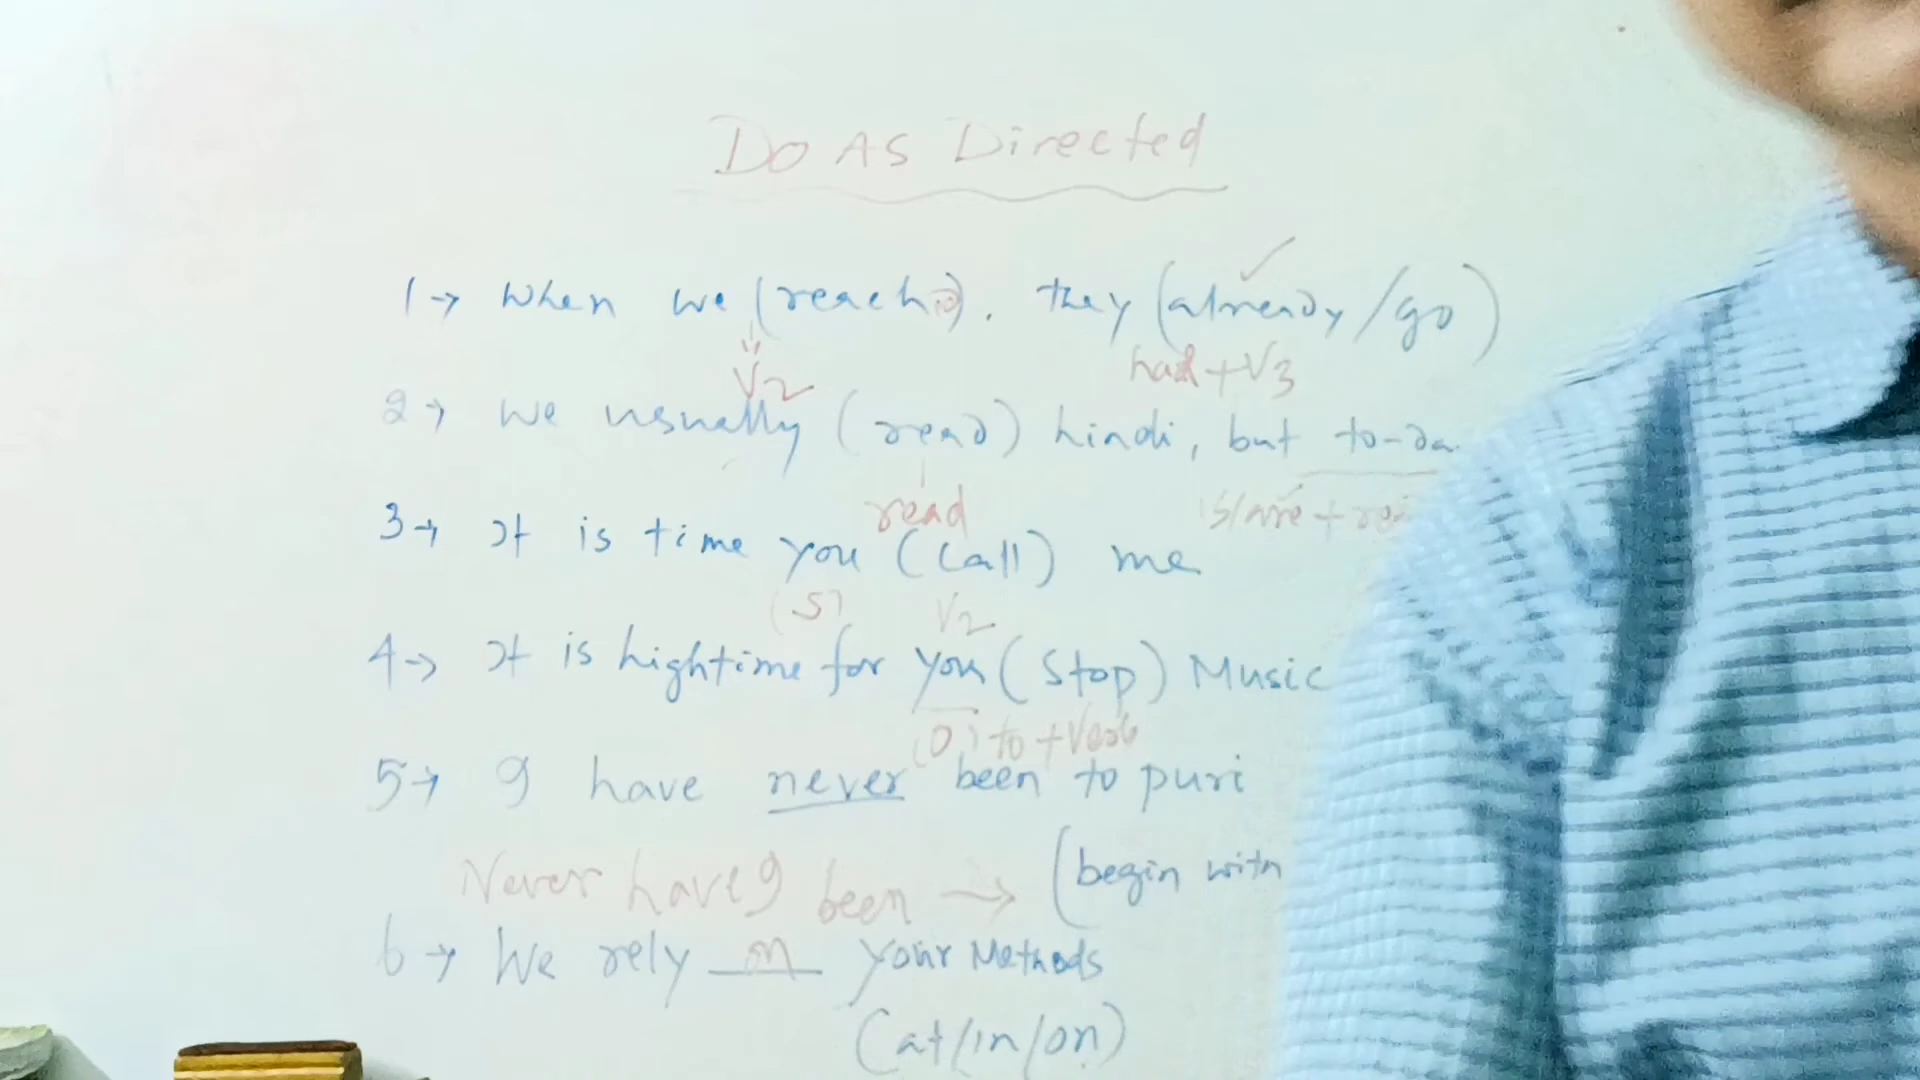 Do As Directed
1→ When we (reached), they (already/go)
V2 had+V3
2→ we usually (read) hindi, but to-da
read is/are+
3→ It is time you (call) me
(S) V2
4→ It is hightime for you (Stop) Music
(O) to+Verb
5→ I have never been to puri
Never have I been → (begin with
6→ We rely on your Methods
(at/in/on)